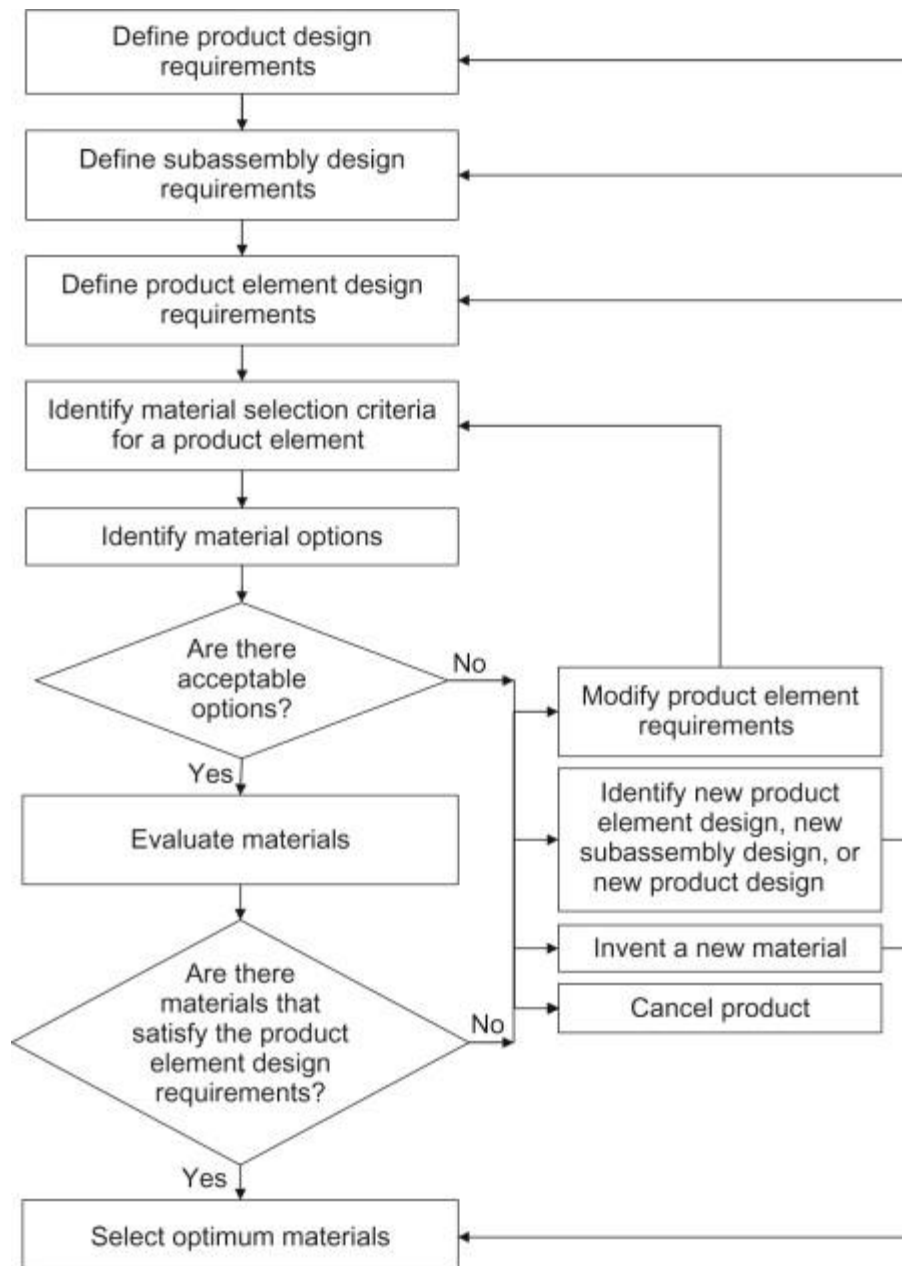 Define product design
requirements
Define subassembly design
requirements
Define product element design
requirements
Identify material selection criteria
for a product element
Identify material options
Are there
acceptable
options?
No
Yes
Modify product element
requirements
Identify new product
element design, new
subassembly design, or
new product design
Evaluate materials
Invent a new material
Cancel product
Are there
materials that
satisfy the product
element design
requirements?
No
Yes
Select optimum materials